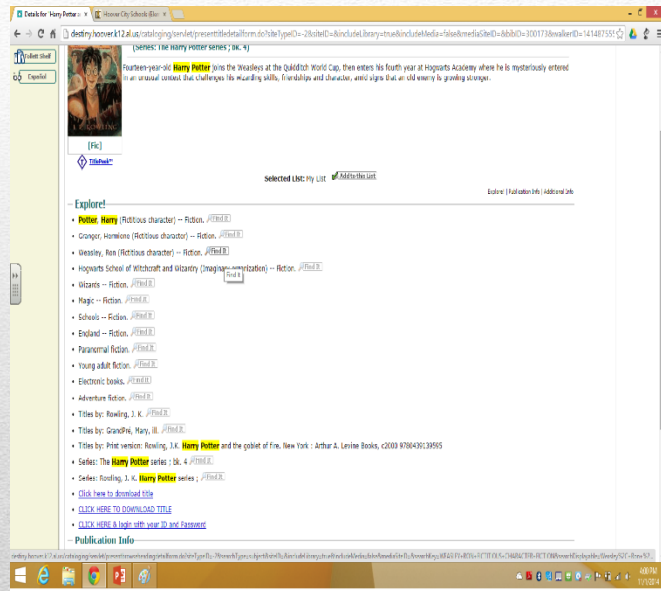 Details for 'Harry Potter a
Hoover City Schools (Blav
destiny.hoover.k12.al.us/cataloging/servlet/presenttitledetailform.do?siteTypeID=-2&siteID=&includeLibrary=true&includeMedia=false&mediaSiteID=&bibID=300173&walkerID=14148755
Follett Shelf
Español
(Series: The Harry Potter series ; bk. 4)
Fourteen-year-old Harry Potter joins the Weasleys at the Quidditch World Cup, then enters his fourth year at Hogwarts Academy where he is mysteriously entered
in an unusual contest that challenges his wizarding skills, friendships and character, amid signs that an old enemy is growing stronger.
J. K. ROWLING
[Fic]
TitlePeek™
Selected List: My List Add to this List
Explore! | Publication Info | Additional Info
Explore!
• Potter, Harry (Fictitious character) -- Fiction. Find It
• Granger, Hermione (Fictitious character) -- Fiction. Find It
• Weasley, Ron (Fictitious character) -- Fiction. Find It
• Hogwarts School of Witchcraft and Wizardry (Imaginary organization) -- Fiction. Find It
Find It
• Wizards -- Fiction. Find It
• Magic -- Fiction. Find It
• Schools -- Fiction. Find It
• England -- Fiction. Find It
• Paranormal fiction. Find It
• Young adult fiction. Find It
• Electronic books. Find It
• Adventure fiction. Find It
• Titles by: Rowling, J. K. Find It
• Titles by: GrandPré, Mary, ill. Find It
• Titles by: Print version: Rowling, J.K. Harry Potter and the goblet of fire. New York : Arthur A. Levine Books, c2000 9780439139595
• Series: The Harry Potter series ; bk. 4 Find It
• Series: Rowling, J. K. Harry Potter series ; Find It
• Click here to download title
• CLICK HERE TO DOWNLOAD TITLE
• CLICK HERE & login with your ID and Password
Publication Info
4:00 PM
11/1/2014